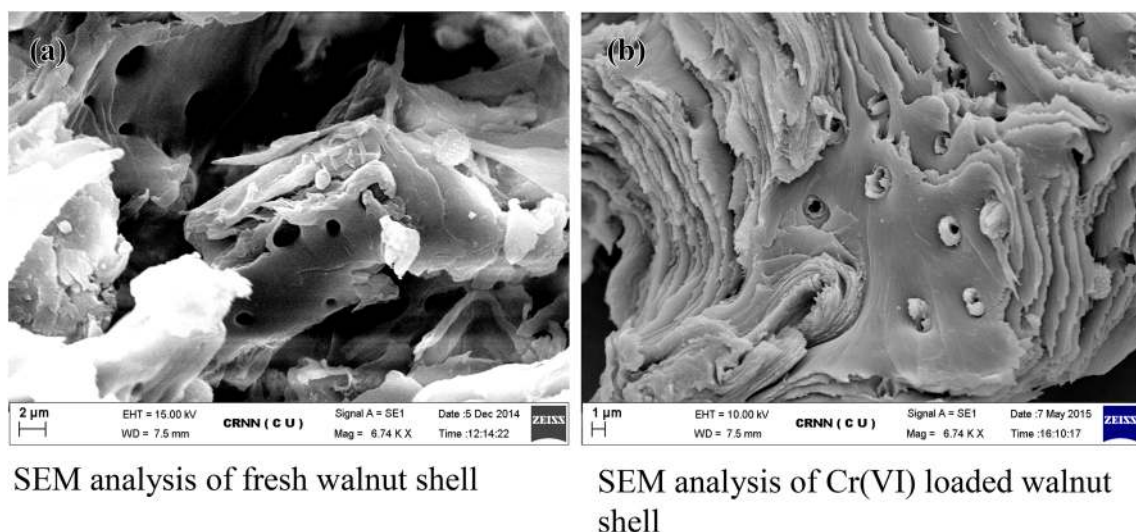 (a)
2 µm
EHT = 15.00 kV
WD = 7.5 mm
CRNN ( C U )
Signal A = SE1
Mag = 6.74 K X
Date :5 Dec 2014
Time :12:14:22
ZEISS
SEM analysis of fresh walnut shell
(b)
1 µm
EHT = 10.00 kV
WD = 7.5 mm
CRNN ( C U )
Signal A = SE1
Mag = 6.74 K X
Date :7 May 2015
Time :16:10:17
ZEISS
SEM analysis of Cr(VI) loaded walnut
shell